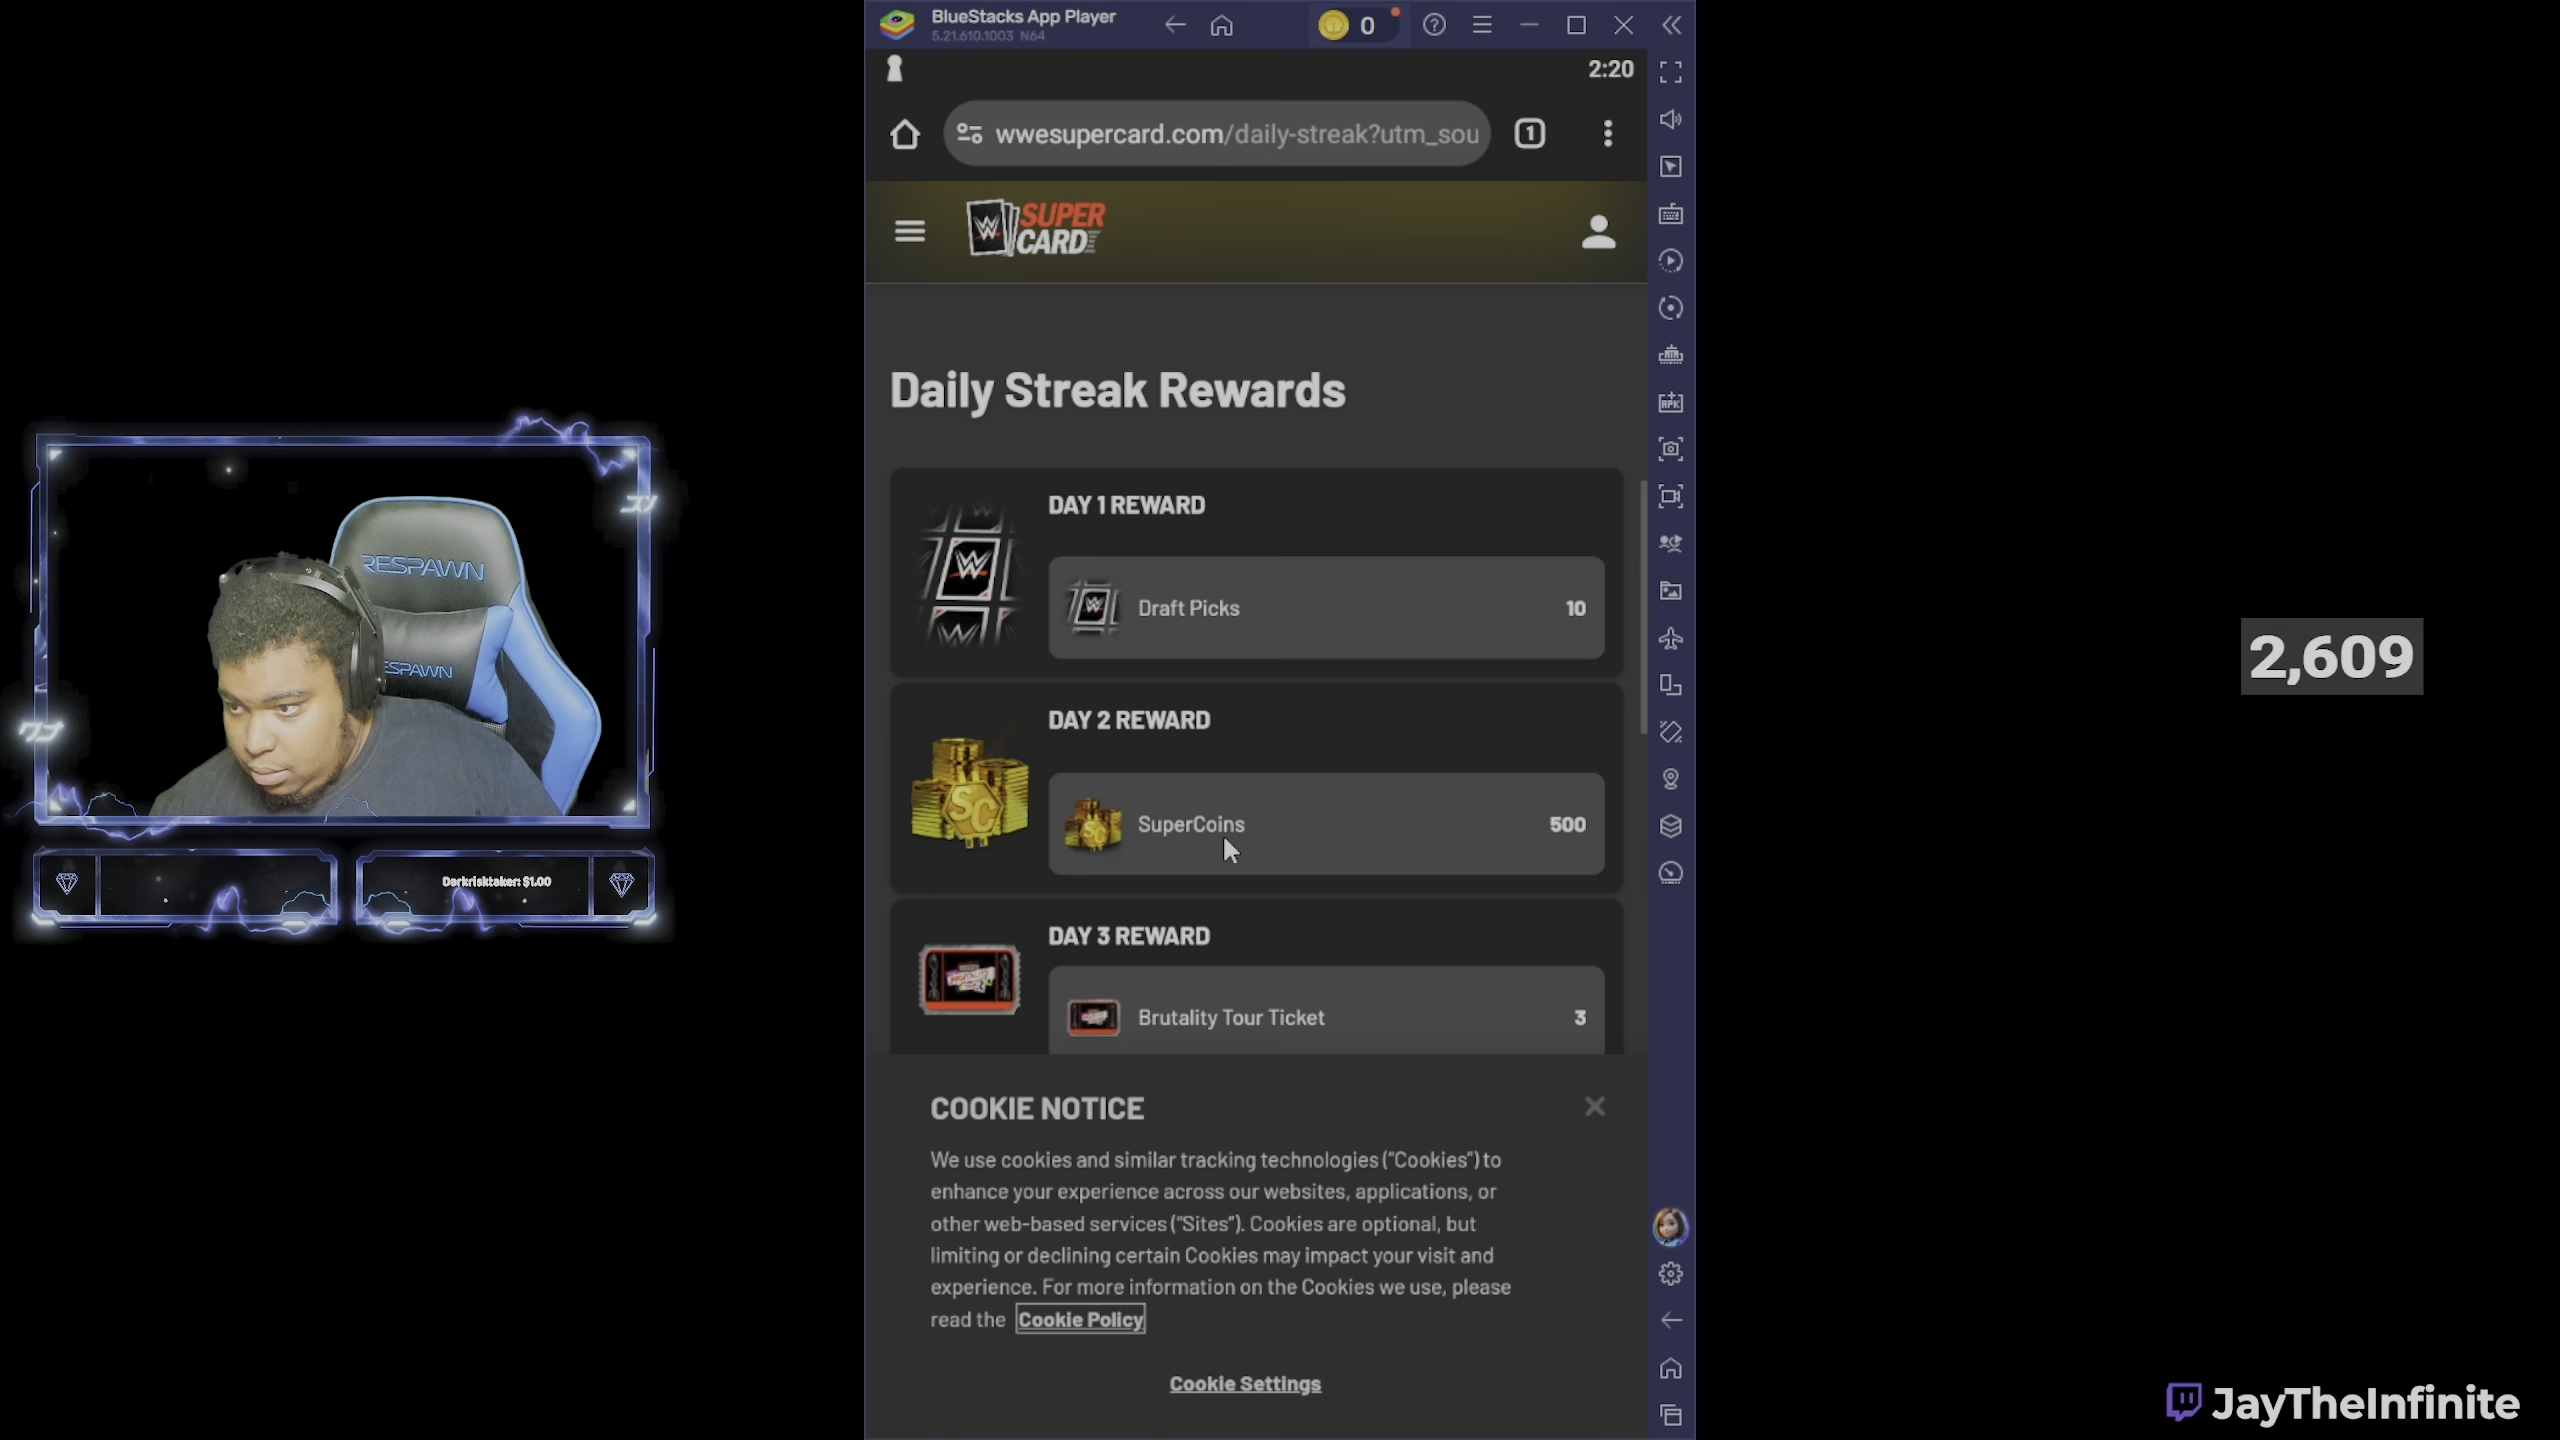 BlueStacks App Player
5.21.610.1003 N64
0
2:20
wwesupercard.com/daily-streak?utm_sou
1
W SUPER
CARD
Daily Streak Rewards
DAY 1 REWARD
Draft Picks 10
DAY 2 REWARD
SC
SuperCoins 500
DAY 3 REWARD
Brutality Tour Ticket 3
COOKIE NOTICE
We use cookies and similar tracking technologies (“Cookies”) to
enhance your experience across our websites, applications, or
other web-based services ("Sites”). Cookies are optional, but
limiting or declining certain Cookies may impact your visit and
experience. For more information on the Cookies we use, please
read the Cookie Policy
Cookie Settings
RESPAWN
ESPAWN
Darkrisktaker: $1.00
2,609
JayTheInfinite